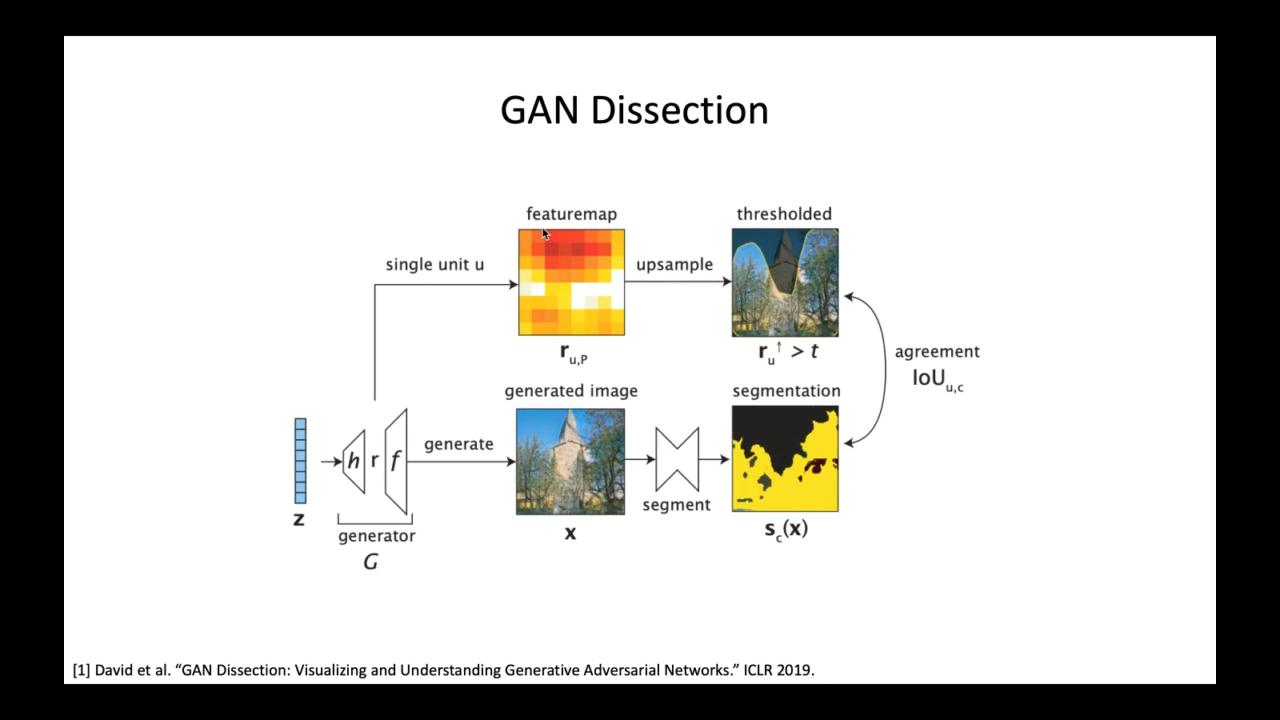 GAN Dissection
featuremap
thresholded
single unit u
upsample
r u,P
r u ↑ > t
agreement
IoU u,c
generated image
segmentation
generate
h r f
segment
z
generator
G
x
s c (x)
[1] David et al. “GAN Dissection: Visualizing and Understanding Generative Adversarial Networks.” ICLR 2019.